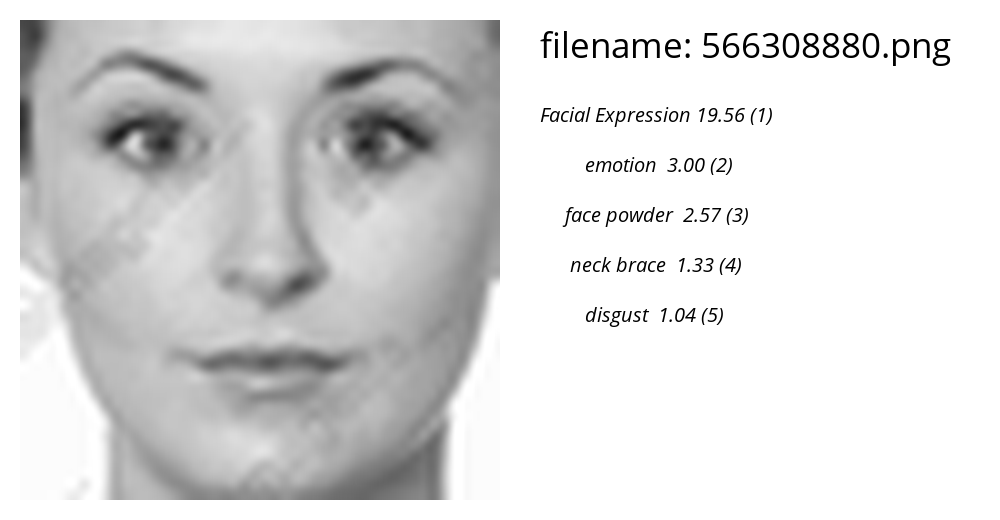 filename: 566308880.png
Facial Expression 19.56 (1)
emotion 3.00 (2)
face powder 2.57 (3)
neck brace 1.33 (4)
disgust 1.04 (5)